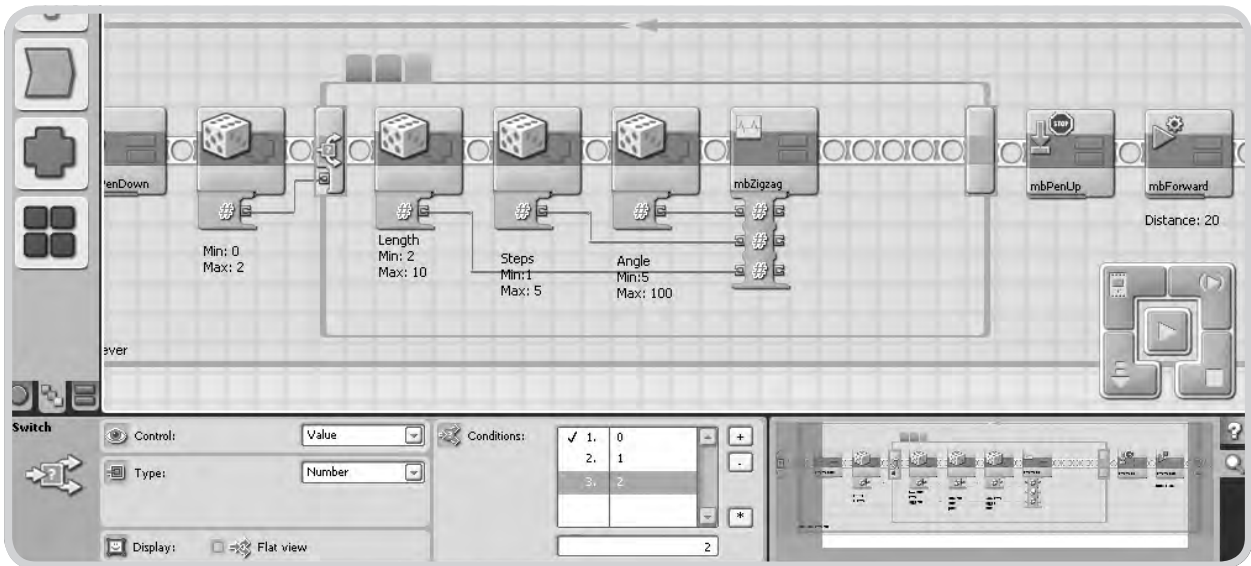 STOP
PenDown
mbZigzag
mbPenUp
mbForward
Min: 0
Max: 2
Length
Min: 2
Max: 10
Steps
Min:1
Max: 5
Angle
Min:5
Max: 100
Distance: 20
ever
Switch
Control:
Value
Conditions:
1. 0
2. 1
3. 2
+
-
*
Type:
Number
Display:
Flat view
2
?